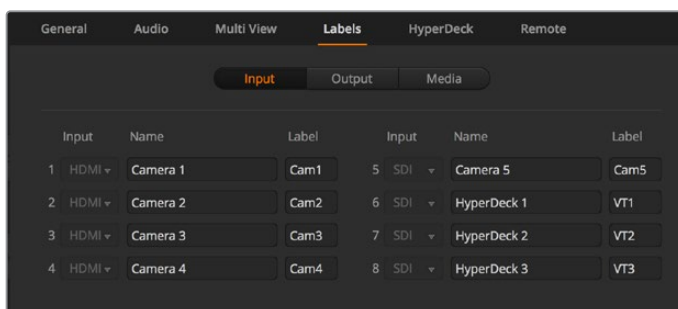 General Audio Multi View Labels HyperDeck Remote
Input Output Media
Input Name Label Input Name Label
1 HDMI Camera 1 Cam1 5 SDI Camera 5 Cam5
2 HDMI Camera 2 Cam2 6 SDI HyperDeck 1 VT1
3 HDMI Camera 3 Cam3 7 SDI HyperDeck 2 VT2
4 HDMI Camera 4 Cam4 8 SDI HyperDeck 3 VT3